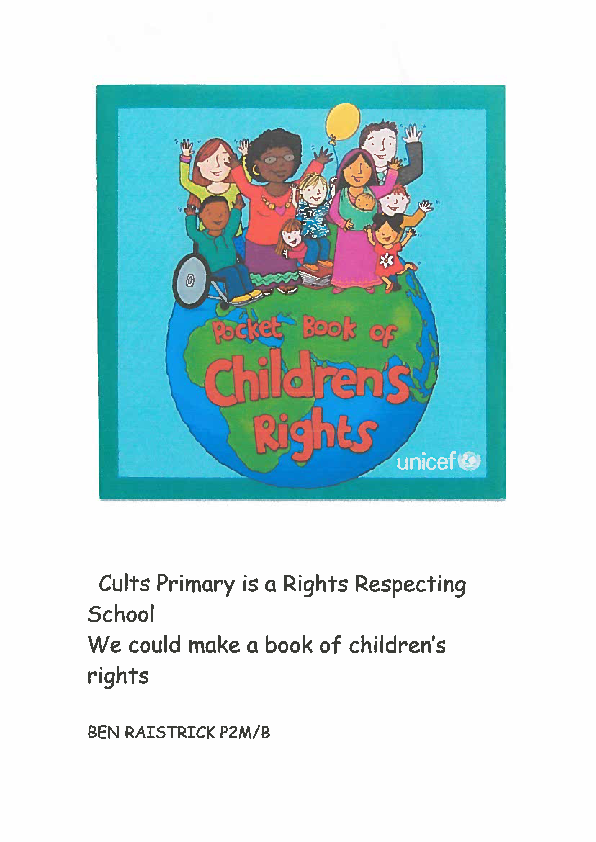 Pocket Book of
Children's
Rights
unicef
Cults Primary is a Rights Respecting
School
We could make a book of children's
rights
BEN RAISTRICK P2M/B